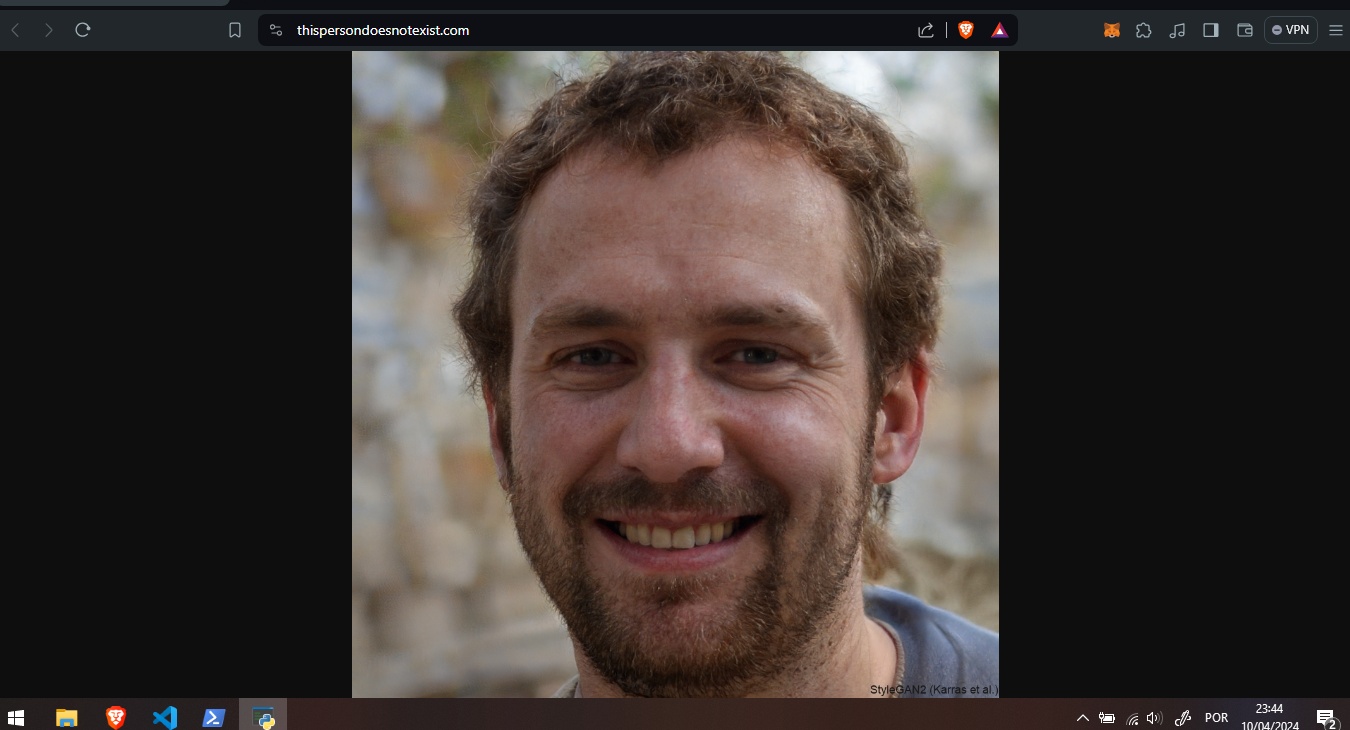 thispersondoesnotexist.com
VPN
StyleGAN2 (Karras et al.)
POR
23:44
10/04/2024
2